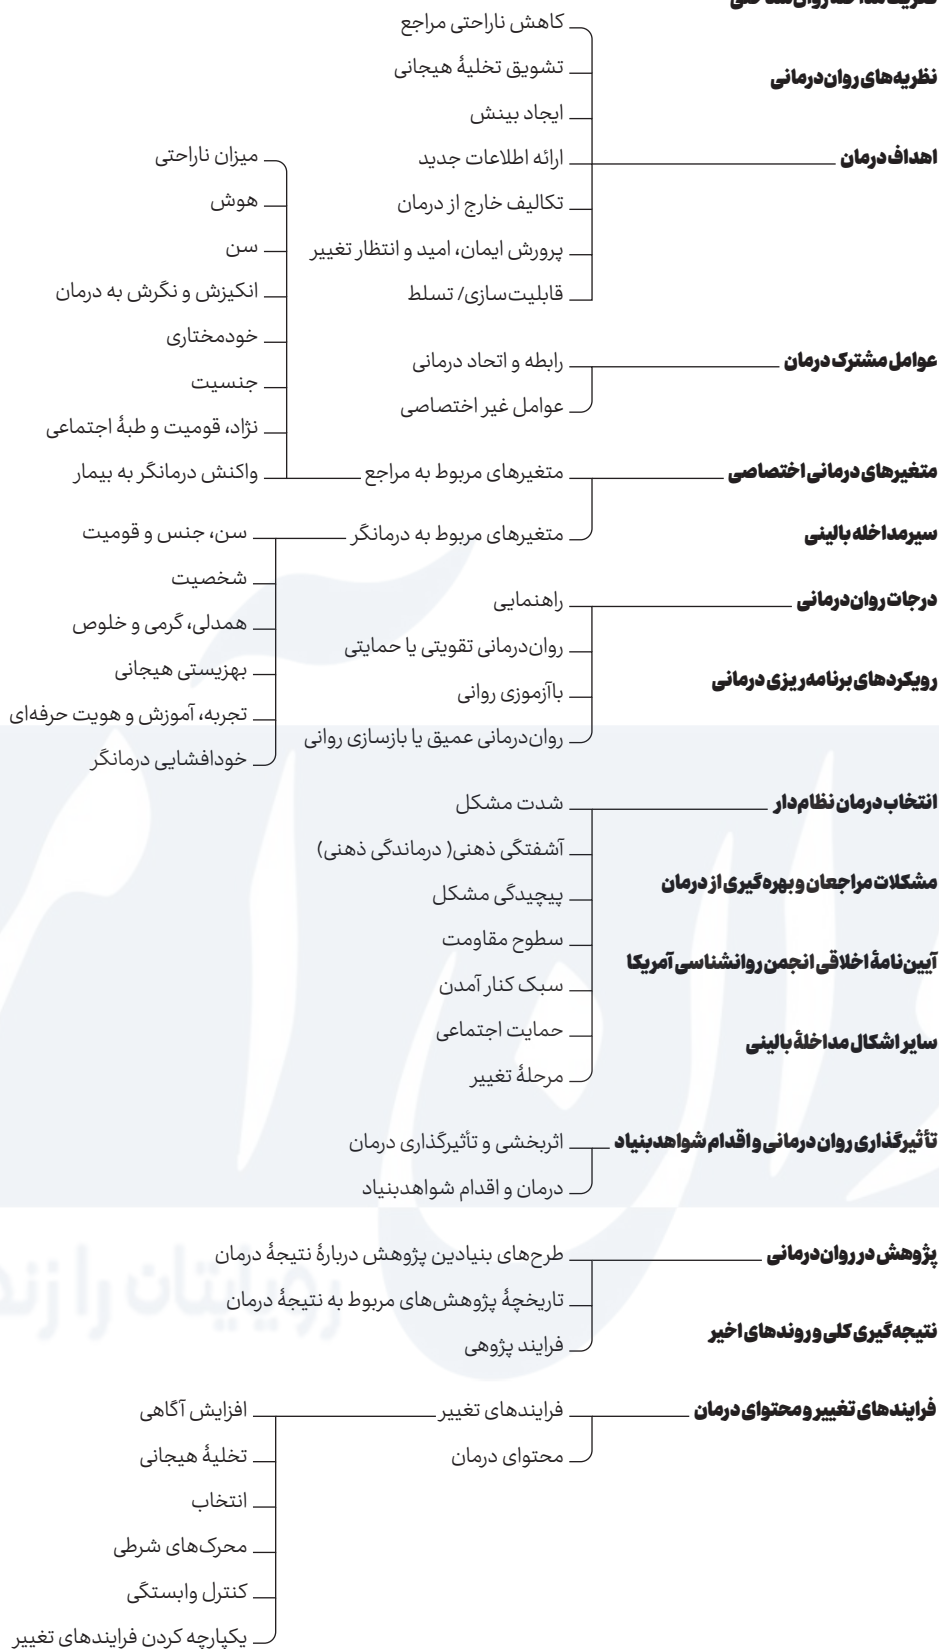 نظریه‌های روان‌درمانی
اهداف درمان
کاهش ناراحتی مراجع
تشویق تخلیهٔ هیجانی
ایجاد بینش
ارائه اطلاعات جدید
تکالیف خارج از درمان
پرورش ایمان، امید و انتظار تغییر
قابلیت‌سازی/ تسلط
عوامل مشترک درمان
رابطه و اتحاد درمانی
عوامل غیر اختصاصی
متغیرهای درمانی اختصاصی
متغیرهای مربوط به مراجع
میزان ناراحتی
هوش
سن
انکیزش و نگرش به درمان
خودمختاری
جنسیت
نژاد، قومیت و طبهٔ اجتماعی
واکنش درمانگر به بیمار
متغیرهای مربوط به درمانگر
سن، جنس و قومیت
شخصیت
همدلی، گرمی و خلوص
بهزیستی هیجانی
تجربه، آموزش و هویت حرفه‌ای
خودافشایی درمانگر
سیرمداخله بالینی
درجات روان‌درمانی
راهنمایی
روان‌درمانی تقویتی یا حمایتی
باآزموزی روانی
روان‌درمانی عمیق یا بازسازی روانی
رویکردهای برنامه‌ریزی درمانی
انتخاب درمان نظام‌دار
شدت مشکل
آشفتگی ذهنی( درماندگی ذهنی)
پیچیدگی مشکل
سطوح مقاومت
سبک کنار آمدن
حمایت اجتماعی
مرحلهٔ تغییر
مشکلات مراجعان و بهره‌گیری از درمان
آیین‌نامهٔ اخلاقی انجمن روانشناسی آمریکا
سایر اشکال مداخلهٔ بالینی
تأثیرگذاری روان‌درمانی و اقدام شواهدبنیاد
اثربخشی و تأثیرگذاری درمان
درمان و اقدام شواهدبنیاد
پژوهش در روان‌درمانی
طرح‌های بنیادین پژوهش دربارهٔ نتیجهٔ درمان
تاریخچهٔ پژوهش‌های مربوط به نتیجهٔ درمان
فرایند پژوهی
نتیجه‌گیری کلی و روندهای اخیر
فرایندهای تغییر و محتوای درمان
فرایندهای تغییر
افزایش آگاهی
تخلیهٔ هیجانی
انتخاب
محرک‌های شرطی
کنترل وابستگی
یکپارچه کردن فرایندهای تغییر
محتوای درمان
رویایتان را